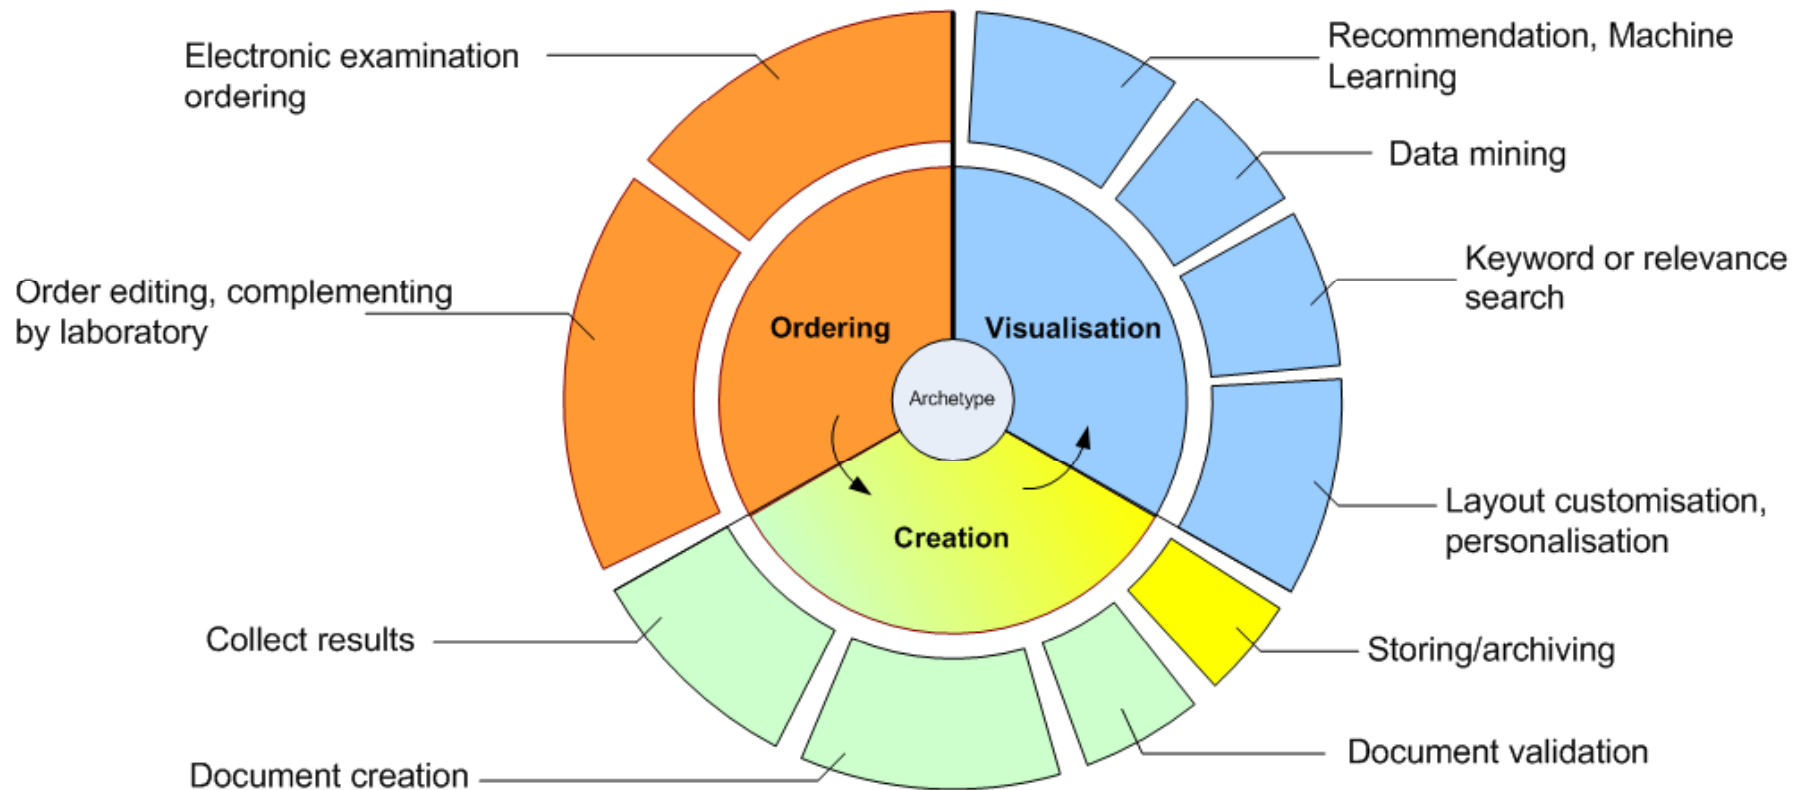 Electronic examination
ordering
Recommendation, Machine
Learning
Data mining
Keyword or relevance
search
Order editing, complementing
by laboratory
Ordering
Visualisation
Archetype
Creation
Layout customisation,
personalisation
Collect results
Storing/archiving
Document creation
Document validation